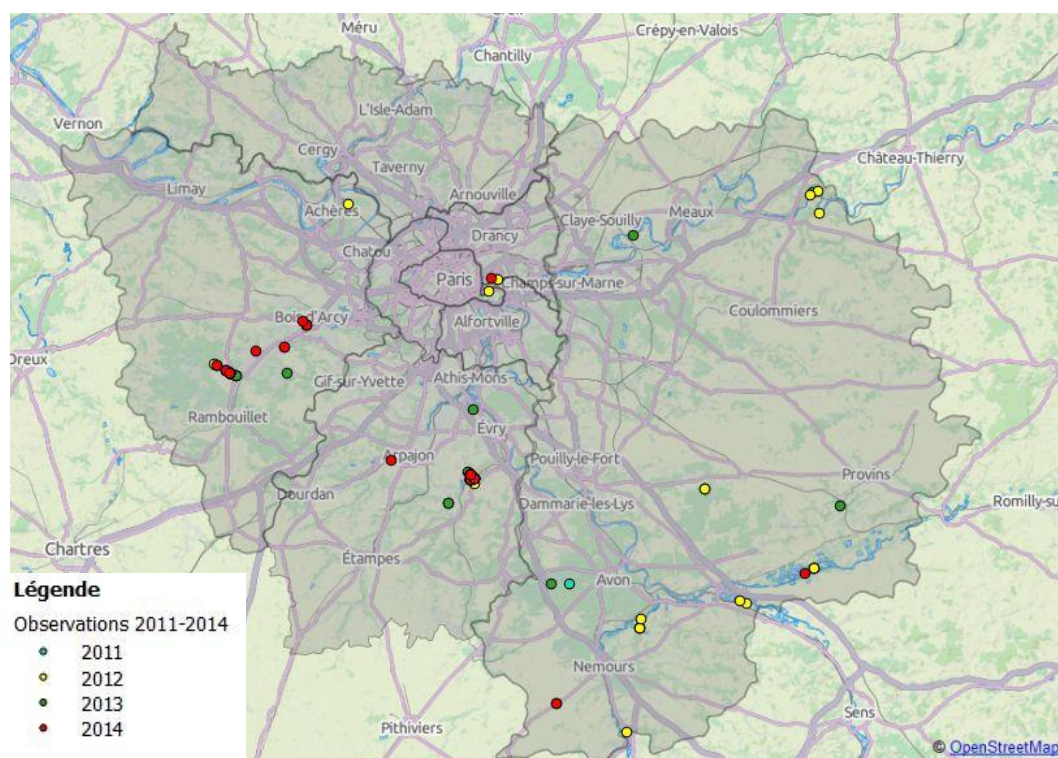 Creil
Méru
Crépy-en-Valois
Chantilly
L'Isle-Adam
Vernon
Cergy
Taverny
Château-Thierry
Limay
Arnouville
Achères
Claye-Souilly
Meaux
Drancy
Chatou
Paris
Champs-sur-Marne
Bois-d'Arcy
Alfortville
Coulommiers
Dreux
Gif-sur-Yvette
Athis-Mons
Rambouillet
Évry
Arpajon
Pouilly-le-Fort
Provins
Dourdan
Dammarie-les-Lys
Romilly-su
Chartres
Étampes
Avon
Légende
Observations 2011-2014
2011
2012
2013
2014
Nemours
Sens
Pithiviers
© OpenStreetMap